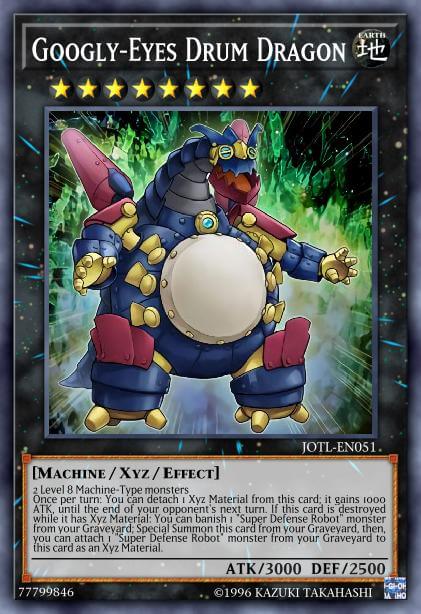 GOOGLY-EYES DRUM DRAGON
EARTH
地
JOTL-EN051
[MACHINE / XYZ / EFFECT]
2 Level 8 Machine-Type monsters
Once per turn: You can detach 1 Xyz Material from this card; it gains 1000
ATK, until the end of your opponent's next turn. If this card is destroyed
while it has Xyz Material: You can banish 1 "Super Defense Robot" monster
from your Graveyard; Special Summon this card from your Graveyard, then,
you can attach 1 "Super Defense Robot" monster from your Graveyard to
this card as an Xyz Material.
ATK/3000 DEF/2500
77799846
©1996 KAZUKI TAKAHASHI